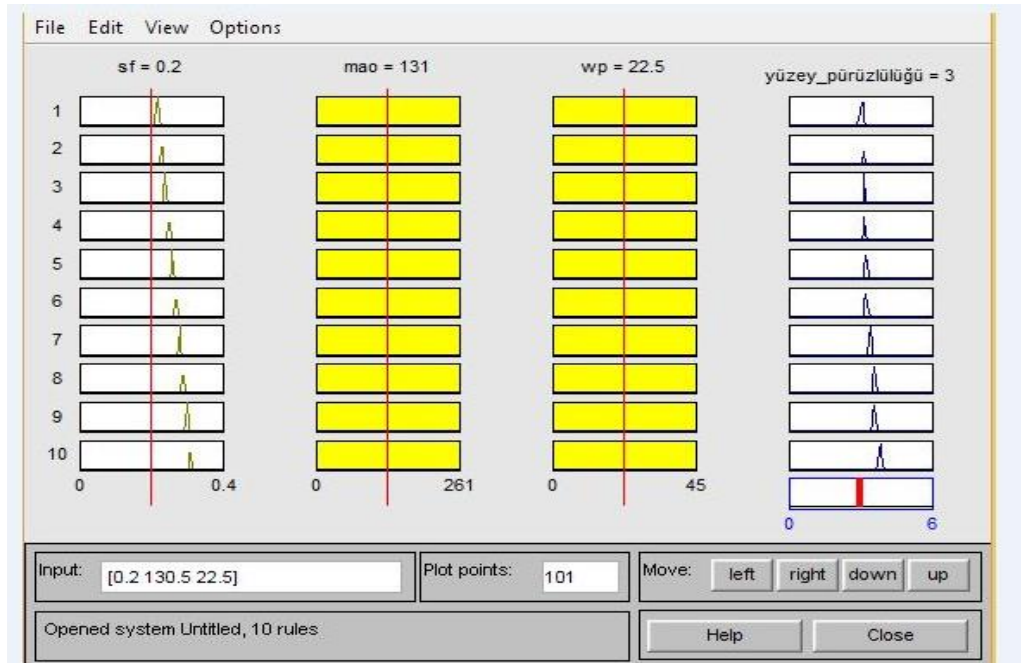 File Edit View Options
sf = 0.2 mao = 131 wp = 22.5 yüzey_pürüzlülüğü = 3
1
2
3
4
5
6
7
8
9
10
0 0.4 0 261 0 45
0 6
Input: [0.2 130.5 22.5] Plot points: 101 Move: left right down up
Opened system Untitled, 10 rules Help Close